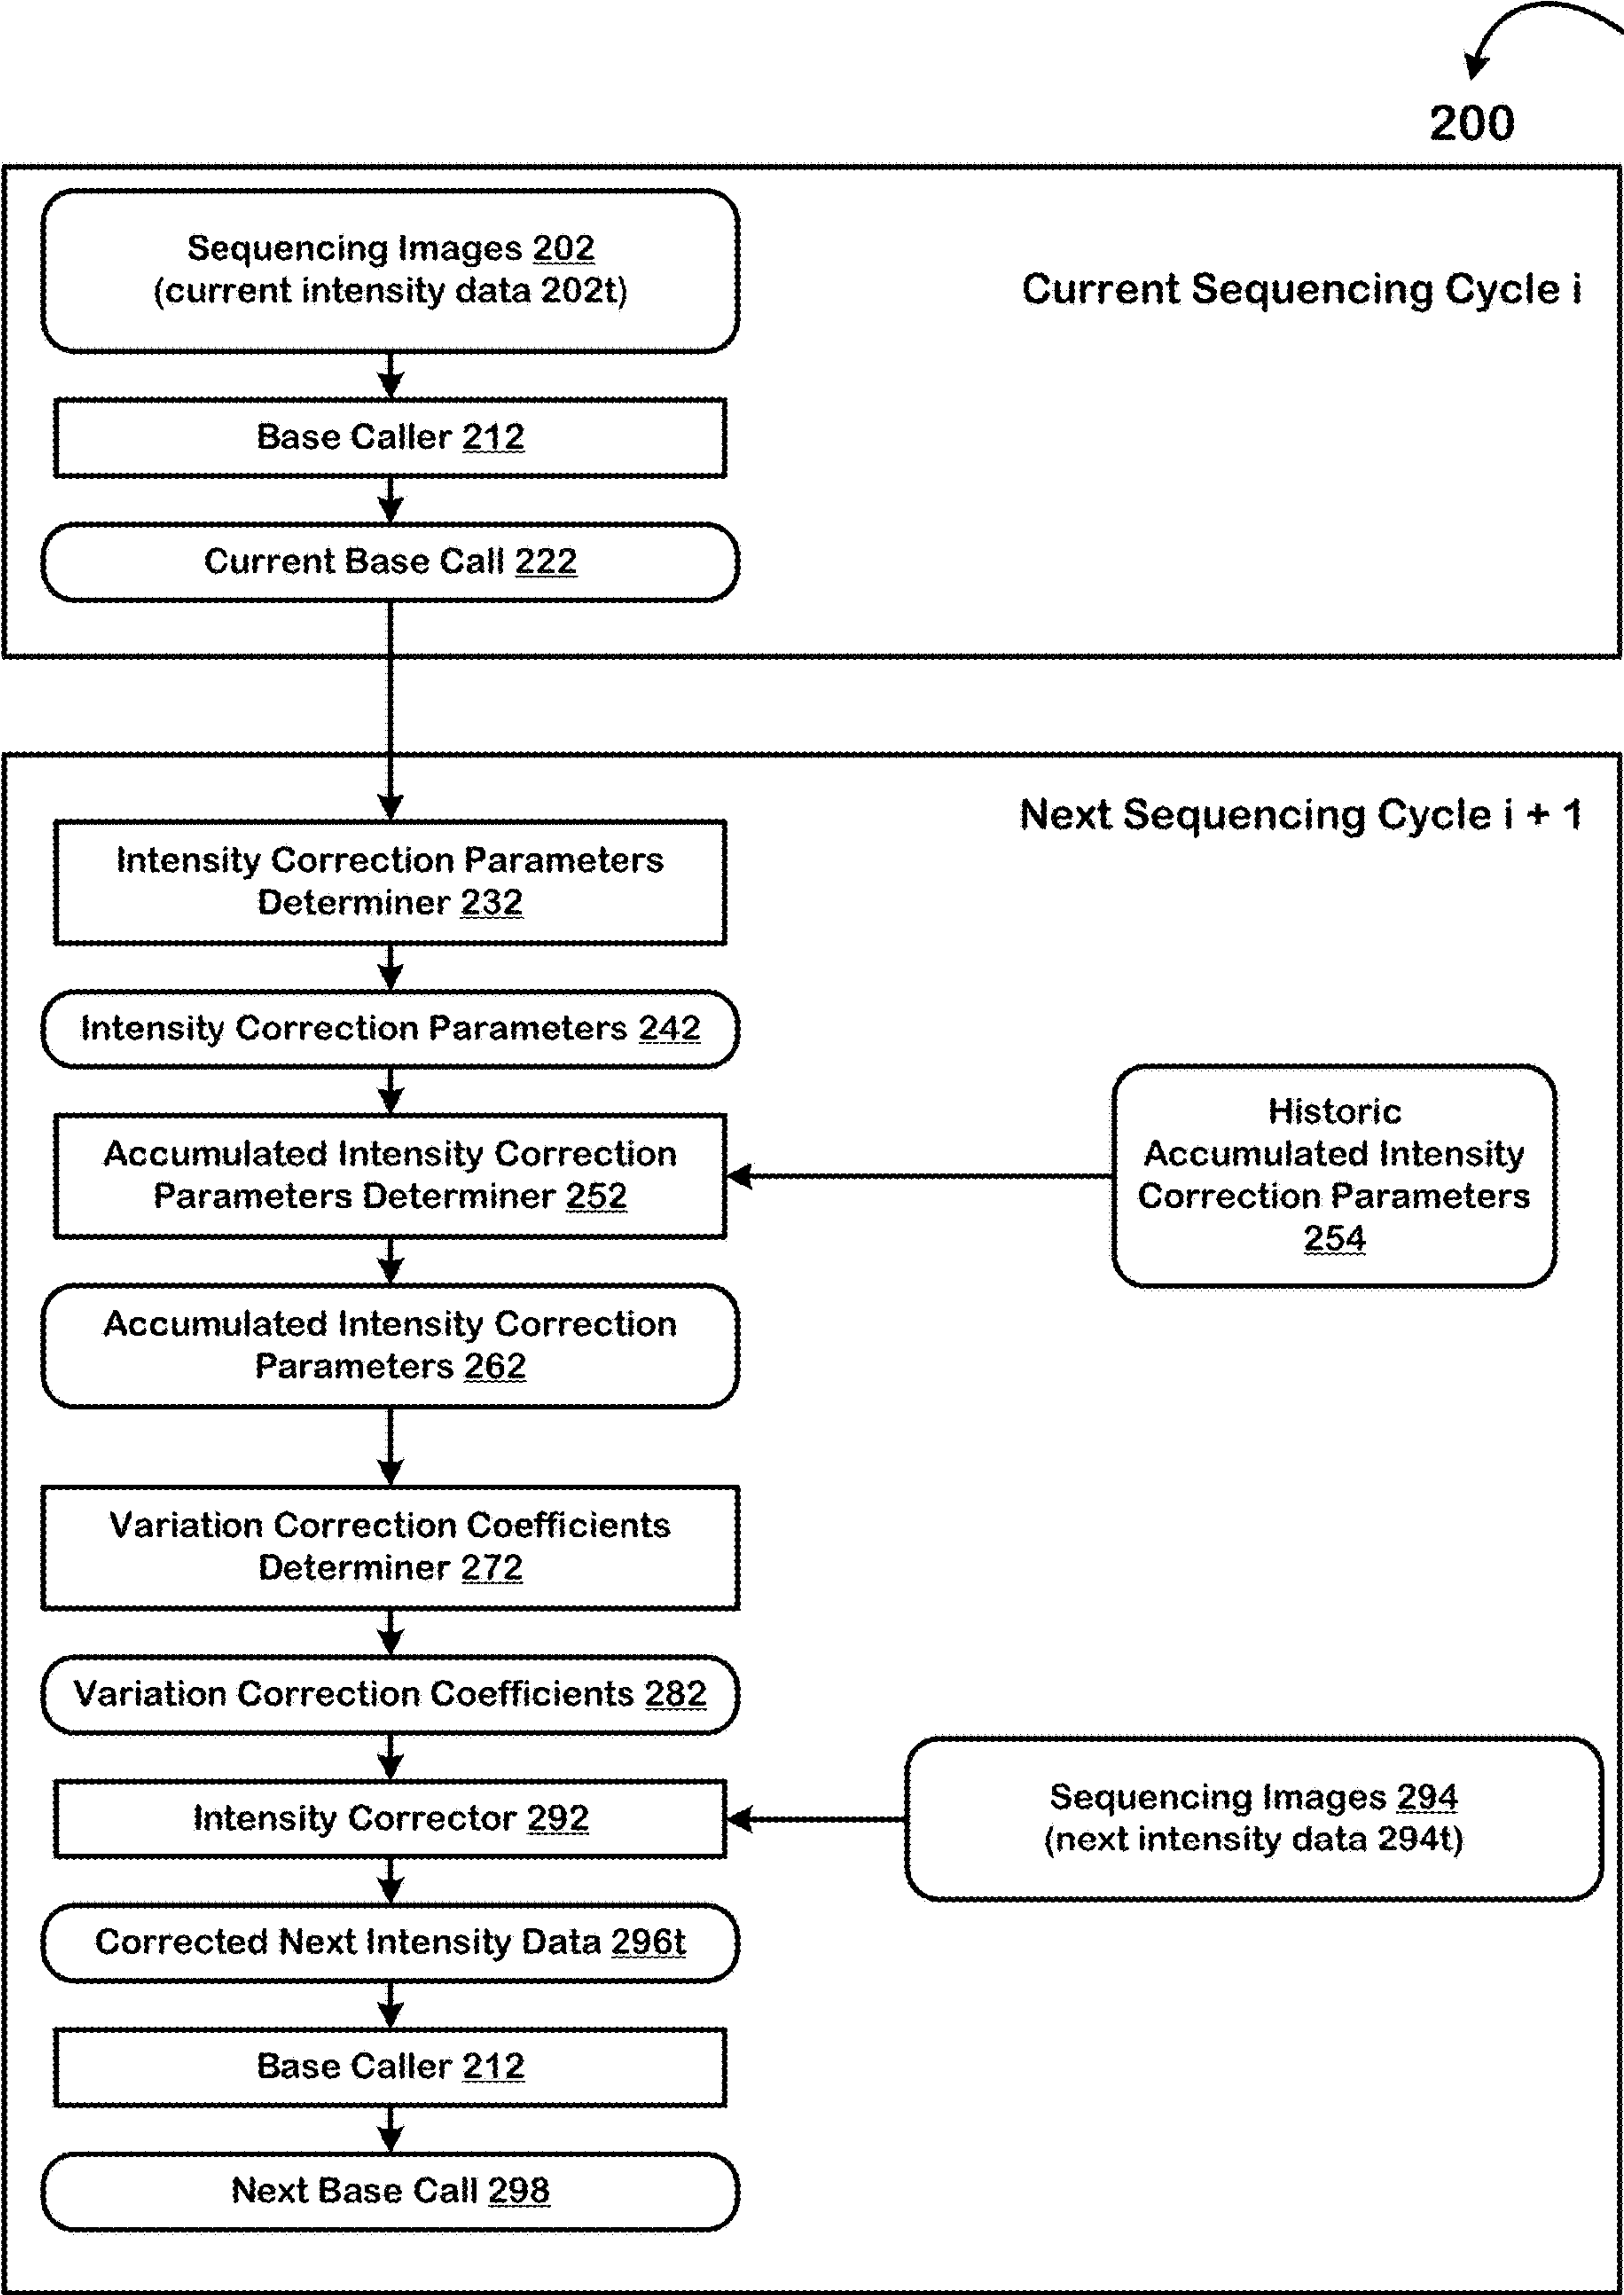 200
Sequencing Images 202
(current intensity data 202t)
Current Sequencing Cycle i
Base Caller 212
Current Base Call 222
Next Sequencing Cycle i + 1
Intensity Correction Parameters
Determiner 232
Intensity Correction Parameters 242
Accumulated Intensity Correction
Parameters Determiner 252
Historic
Accumulated Intensity
Correction Parameters
254
Accumulated Intensity Correction
Parameters 262
Variation Correction Coefficients
Determiner 272
Variation Correction Coefficients 282
Intensity Corrector 292
Sequencing Images 294
(next intensity data 294t)
Corrected Next Intensity Data 296t
Base Caller 212
Next Base Call 298